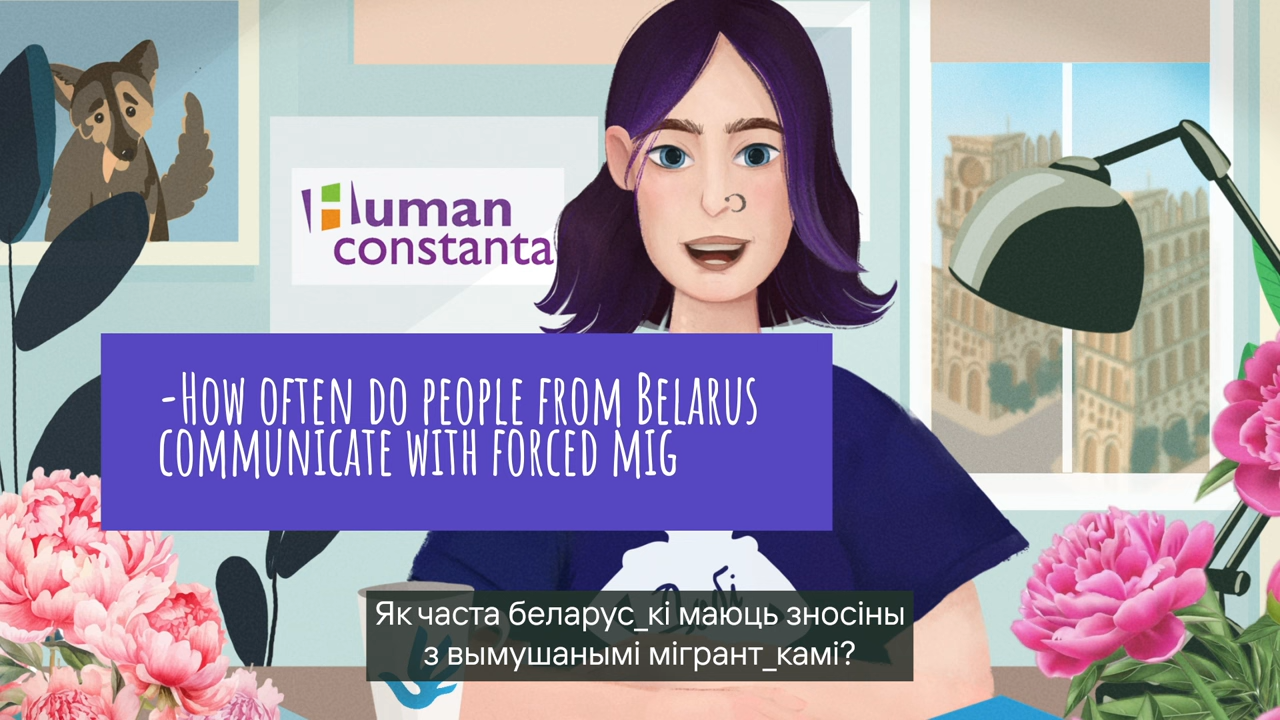 Human
constanta
-How often do people from Belarus
communicate with forced mig
Як часта беларус_кі маюць зносіны
з вымушанымі мігрант_камі?